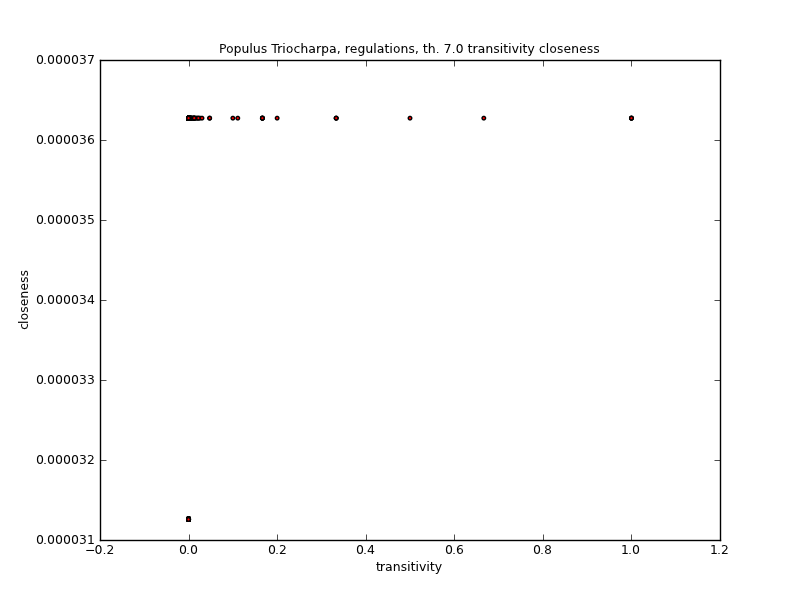 Populus Triocharpa, regulations, th. 7.0 transitivity closeness
0.000037
0.000036
0.000035
0.000034
0.000033
0.000032
0.000031
closeness
−0.2 0.0 0.2 0.4 0.6 0.8 1.0 1.2
transitivity